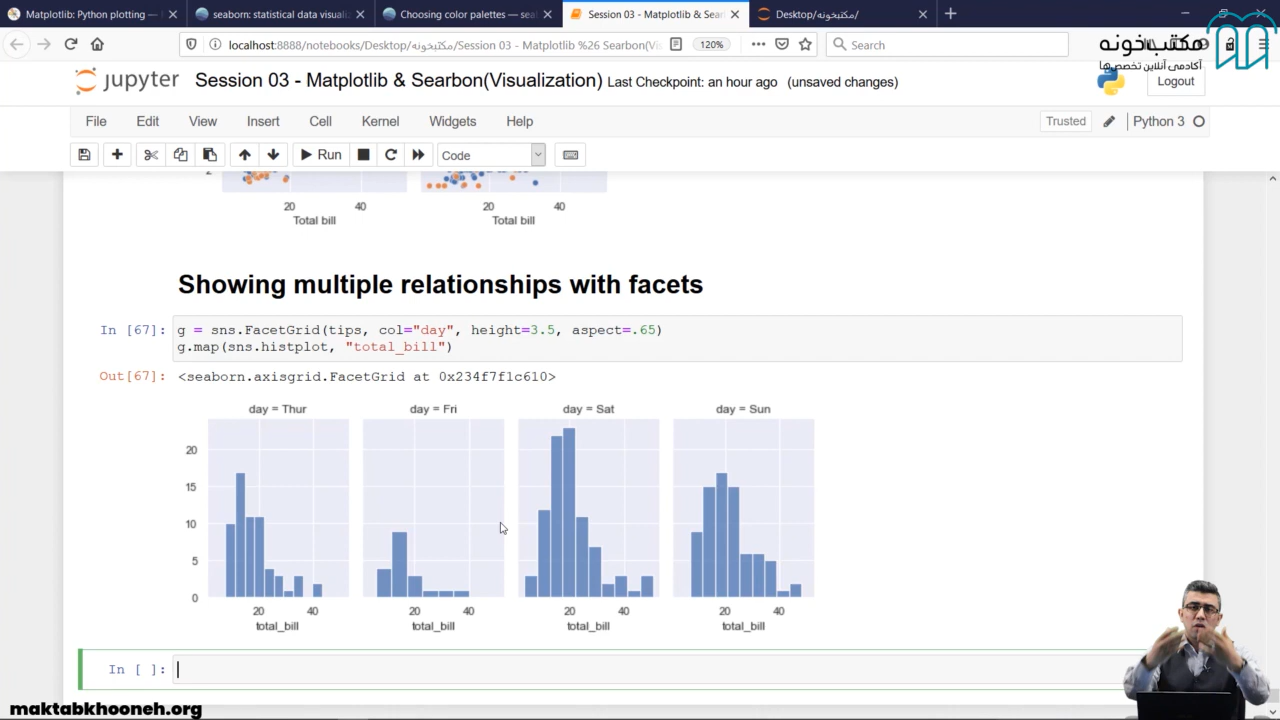 Matplotlib: Python plotting —
seaborn: statistical data visualiz
Choosing color palettes — seab
Session 03 - Matplotlib & Searb
Desktop/مکتبخونه/
localhost:8888/notebooks/Desktop/مکتبخونه/Session 03 - Matplotlib %26 Searbon(Vi
120%
Search
مکتب‌خونه
آکادمی آنلاین تخصص‌ها
jupyter
Session 03 - Matplotlib & Searbon(Visualization)
Last Checkpoint: an hour ago
(unsaved changes)
Logout
File
Edit
View
Insert
Cell
Kernel
Widgets
Help
Trusted
Python 3
Run
Code
2
20
40
20
40
Total bill
Total bill
Showing multiple relationships with facets
In [67]:
g = sns.FacetGrid(tips, col="day", height=3.5, aspect=.65)
g.map(sns.histplot, "total_bill")
Out[67]:
<seaborn.axisgrid.FacetGrid at 0x234f7f1c610>
day = Thur
day = Fri
day = Sat
day = Sun
20
15
10
5
0
20
40
20
40
20
40
20
40
total_bill
total_bill
total_bill
total_bill
In [ ]:
maktabkhooneh.org